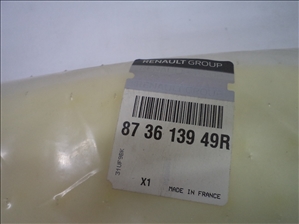 RENAULT GROUP
87 36 139 49R
X1
MADE IN FRANCE